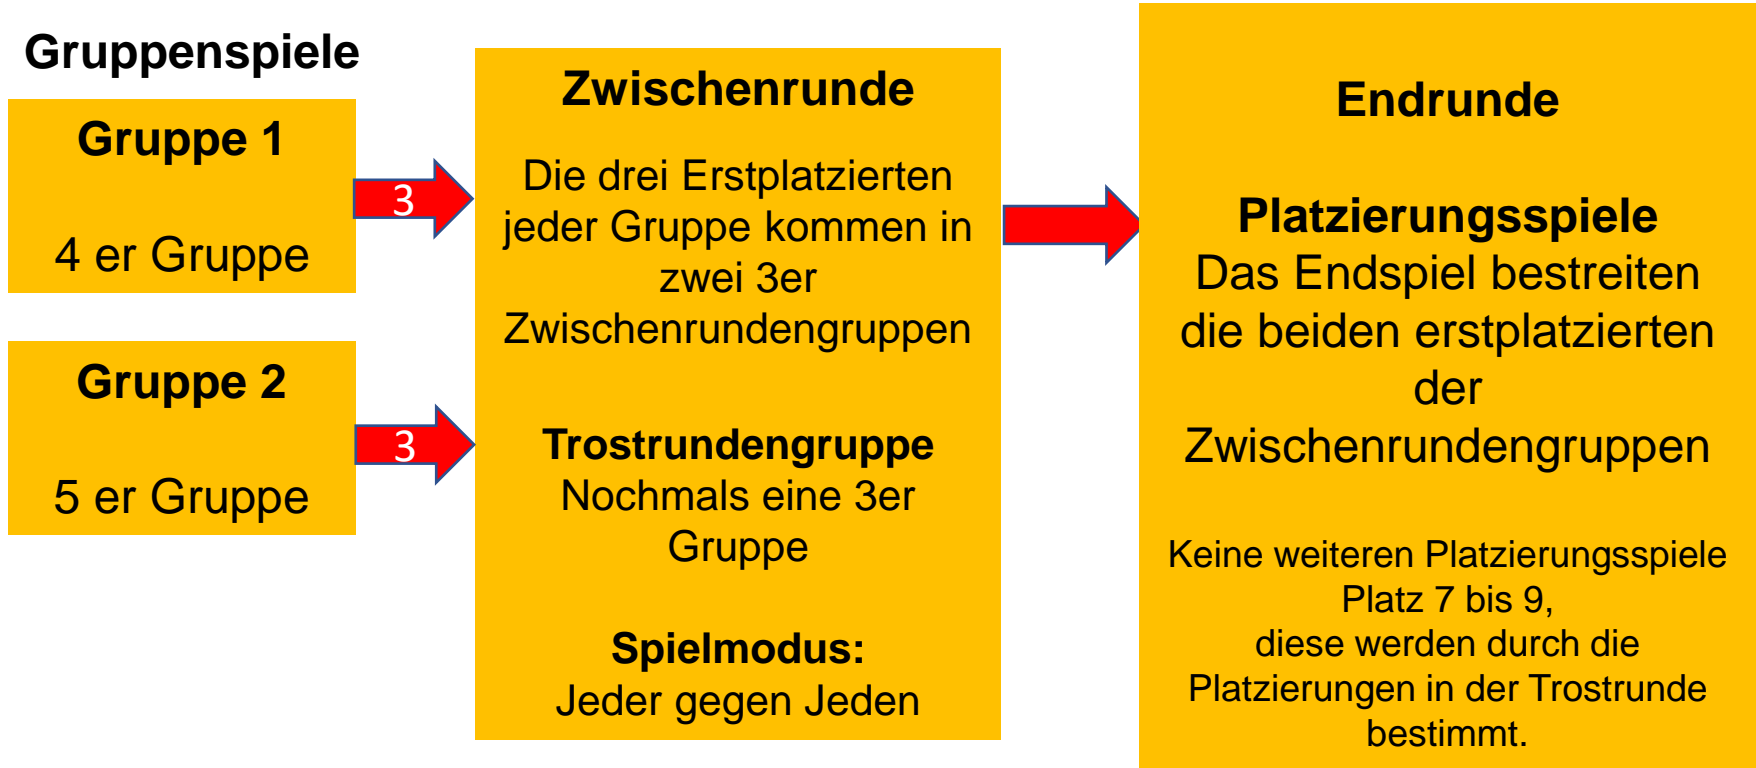 Gruppenspiele
Gruppe 1
4 er Gruppe
3
Gruppe 2
5 er Gruppe
3
Zwischenrunde
Die drei Erstplatzierten
jeder Gruppe kommen in
zwei 3er
Zwischenrundengruppen
Trostrundengruppe
Nochmals eine 3er
Gruppe
Spielmodus:
Jeder gegen Jeden
Endrunde
Platzierungsspiele
Das Endspiel bestreiten
die beiden erstplatzierten
der
Zwischenrundengruppen
Keine weiteren Platzierungsspiele
Platz 7 bis 9,
diese werden durch die
Platzierungen in der Trostrunde
bestimmt.